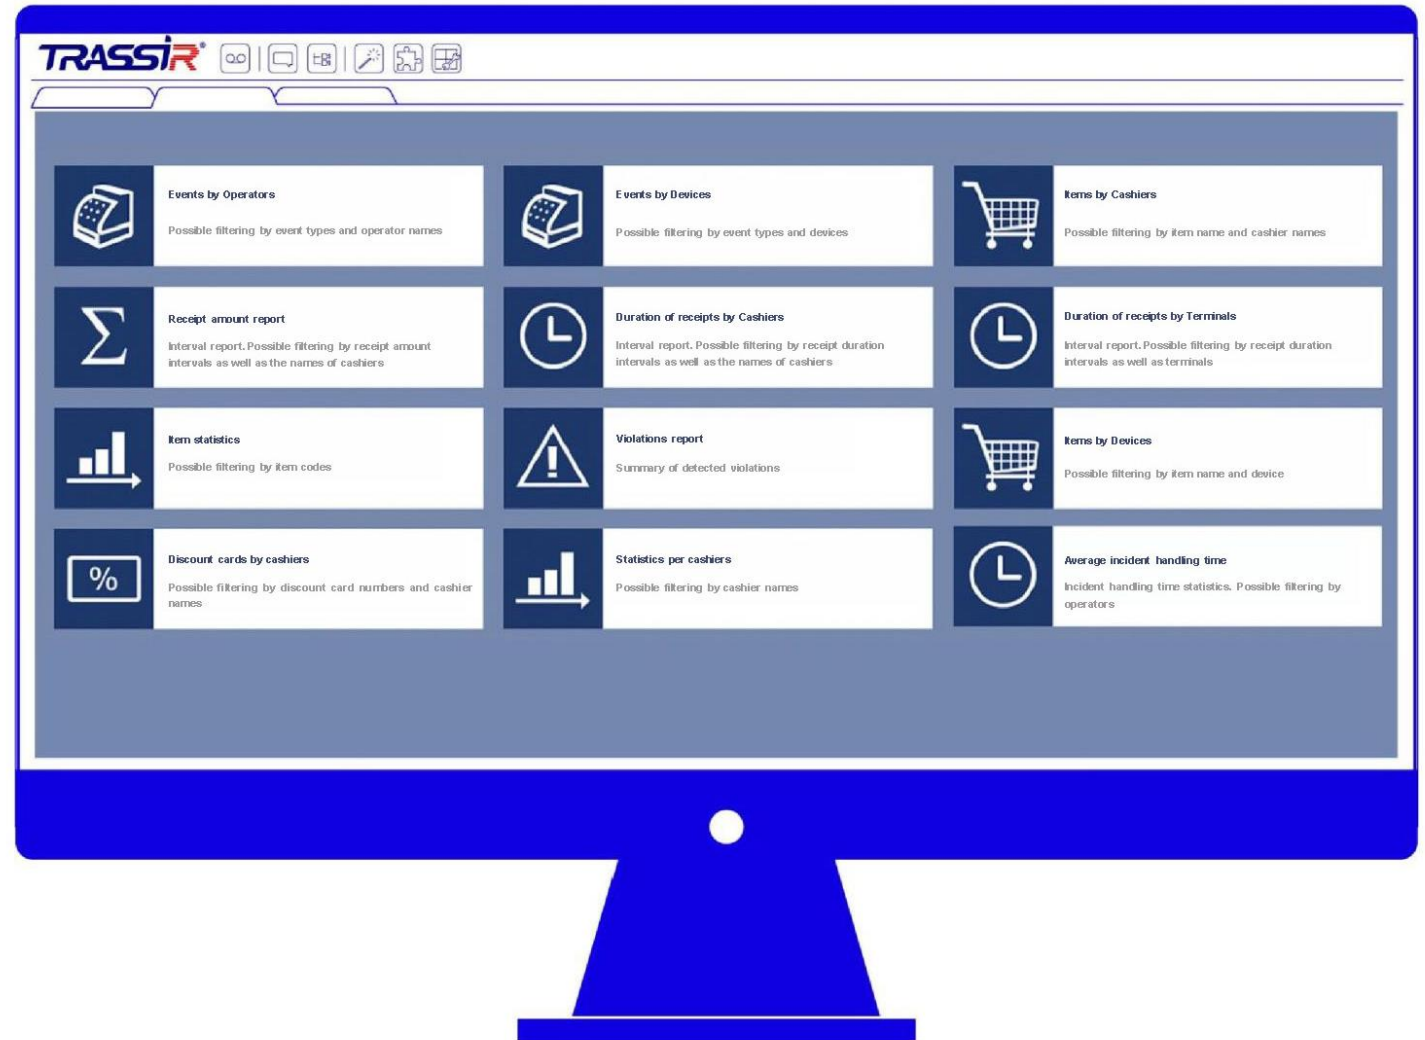 TRASSIR®
Events by Operators
Possible filtering by event types and operator names
Events by Devices
Possible filtering by event types and devices
Items by Cashiers
Possible filtering by item name and cashier names
Receipt amount report
Interval report. Possible filtering by receipt amount
intervals as well as the names of cashiers
Duration of receipts by Cashiers
Interval report. Possible filtering by receipt duration
intervals as well as the names of cashiers
Duration of receipts by Terminals
Interval report. Possible filtering by receipt duration
intervals as well as terminals
Item statistics
Possible filtering by item codes
Violations report
Summary of detected violations
Items by Devices
Possible filtering by item name and device
%
Discount cards by cashiers
Possible filtering by discount card numbers and cashier
names
Statistics per cashiers
Possible filtering by cashier names
Average incident handling time
Incident handling time statistics. Possible filtering by
operators